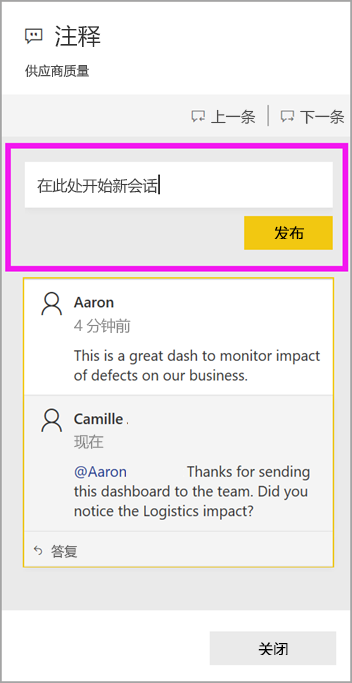 注释
供应商质量
上一条 下一条
在此处开始新会话
发布
Aaron
4 分钟前
This is a great dash to monitor impact
of defects on our business.
Camille .
现在
@Aaron Thanks for sending
this dashboard to the team. Did you
notice the Logistics impact?
答复
关闭